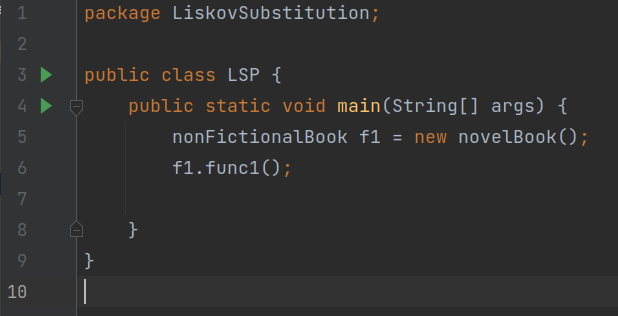 1 package LiskovSubstitution;
2
3 public class LSP {
4 public static void main(String[] args) {
5 nonFictionalBook f1 = new novelBook();
6 f1.func1();
7
8 }
9 }
10